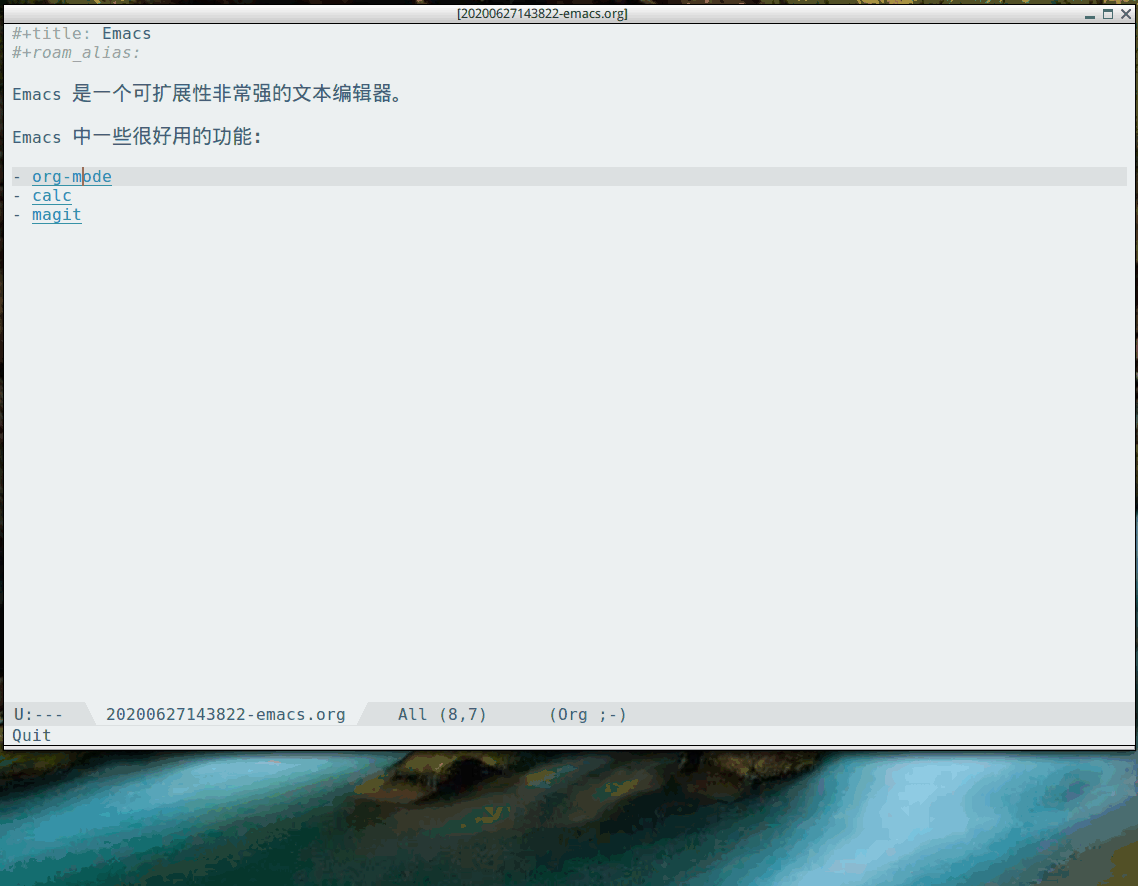 [20200627143822-emacs.org]
#+title: Emacs
#+roam_alias:
Emacs 是一个可扩展性非常强的文本编辑器。
Emacs 中一些很好用的功能:
- org-mode
- calc
- magit
U:--- 20200627143822-emacs.org All (8,7) (Org ;-)
Quit